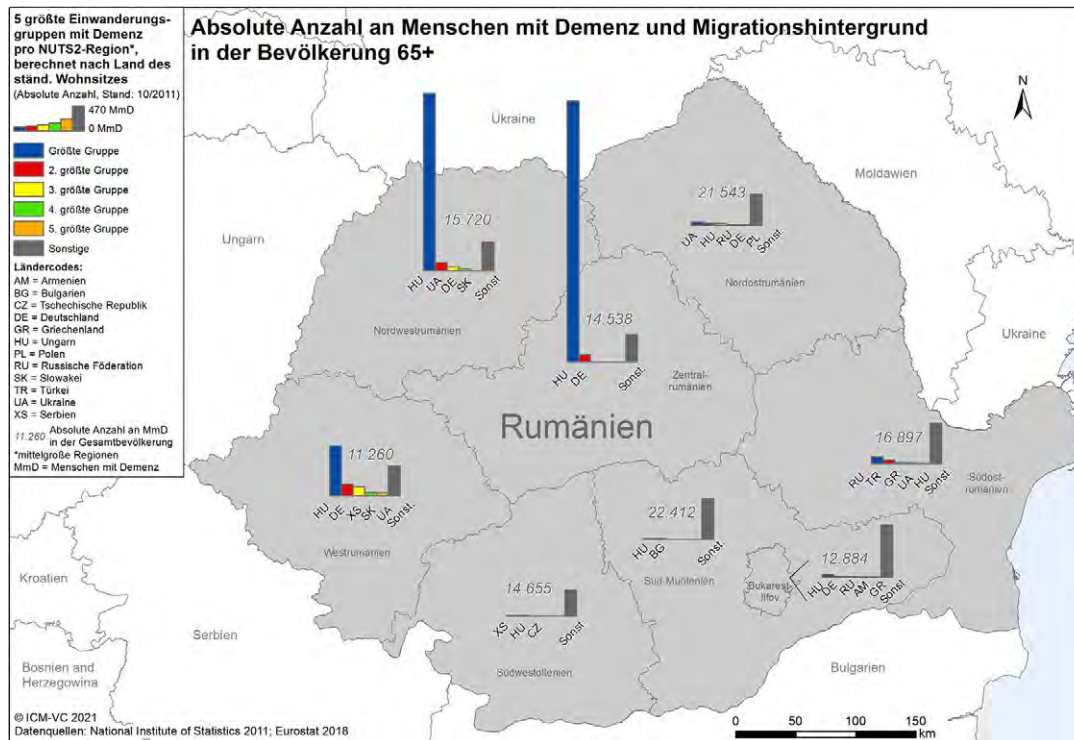 5 größte Einwanderungs-
gruppen mit Demenz
pro NUTS2-Region*,
berechnet nach Land des
ständ. Wohnsitzes
(Absolute Anzahl, Stand: 10/2011)
470 MmD
0 MmD
Größte Gruppe
2. größte Gruppe
3. größte Gruppe
4. größte Gruppe
5. größte Gruppe
Sonstige
Ländercodes:
AM = Armenien
BG = Bulgarien
CZ = Tschechische Republik
DE = Deutschland
GR = Griechenland
HU = Ungarn
PL = Polen
RU = Russische Föderation
SK = Slowakei
TR = Türkei
UA = Ukraine
XS = Serbien
11.260 Absolute Anzahl an MmD
in der Gesamtbevölkerung
*mittelgroße Regionen
MmD = Menschen mit Demenz
Absolute Anzahl an Menschen mit Demenz und Migrationshintergrund
in der Bevölkerung 65+
N
Ukraine
Moldawien
Ungarn
Ukraine
15.720
HU UA DE SK Sonst
Nordwestrumänien
21.543
UA HU RU DE PL Sonst
Nordostrumänien
14.538
HU DE Sonst.
Zentral-
rumänien
Rumänien
11.260
HU DE XS SK UA Sonst.
Westrumänien
16 897
RU TR GR UA HU Sonst
Südost-
rumänien
22.412
HU BG Sonst
Süd-Muntenien
Bukarest-
Ilfov
12.884
HU DE RU AM GR Sonst
14 655
XS HU CZ Sonst
Südwestoltenien
Kroatien
Serbien
Bosnien and
Herzegowina
Bulgarien
© ICM-VC 2021
Datenquellen: National Institute of Statistics 2011; Eurostat 2018
0 50 100 150
km